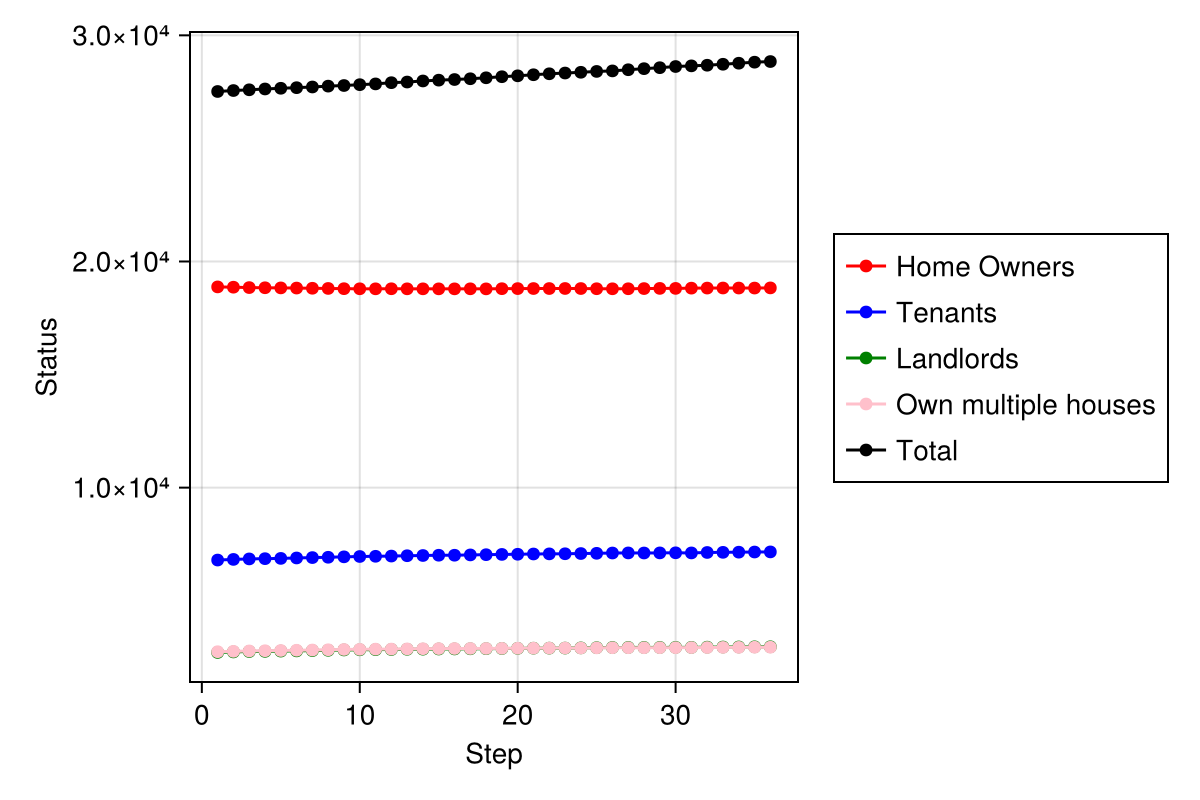 3.0×10⁴
2.0×10⁴
1.0×10⁴
Status
0 10 20 30
Step
Home Owners
Tenants
Landlords
Own multiple houses
Total